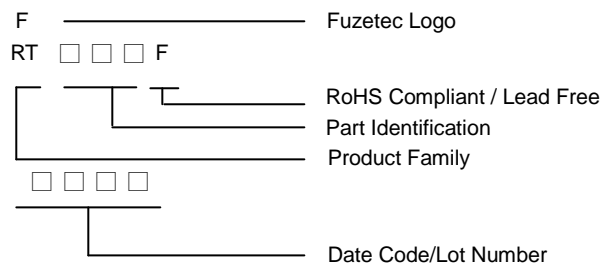 F Fuzetec Logo
RT □ □ □ F
RoHS Compliant / Lead Free
Part Identification
Product Family
□ □ □ □
Date Code/Lot Number